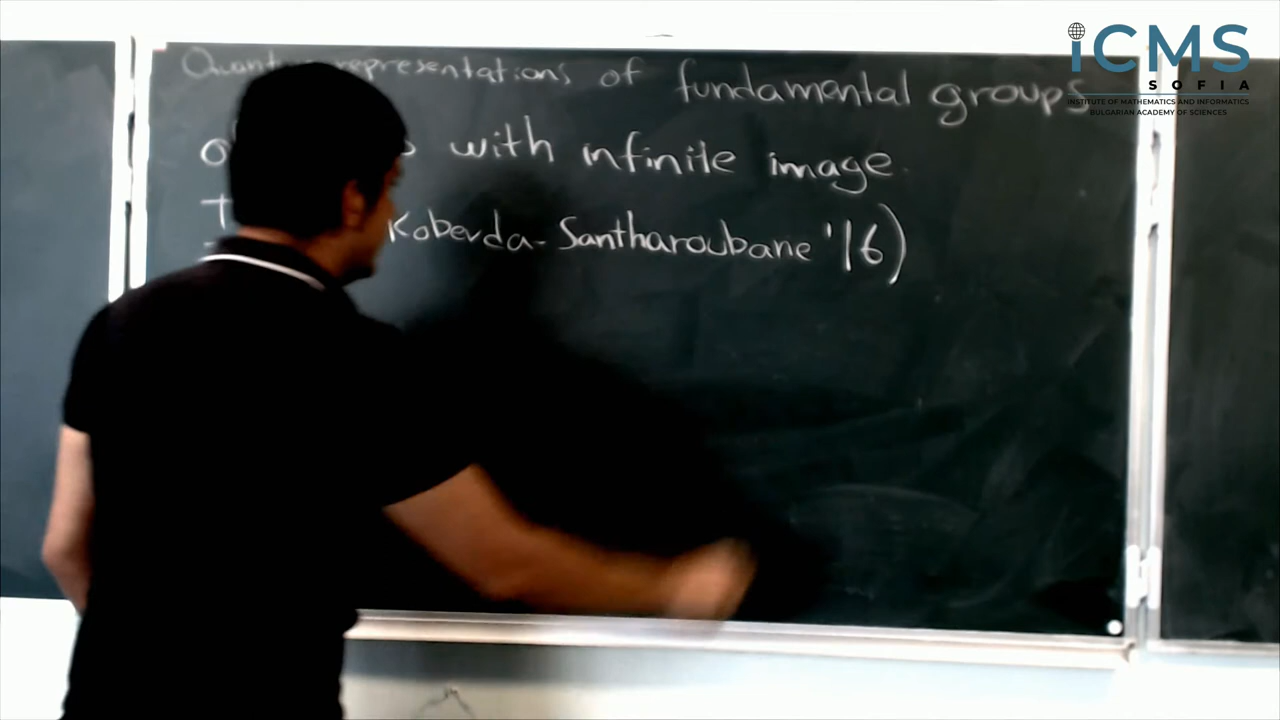 Quant representations of fundamental groups
o with infinite image.
T Koberda-Santharoubane '16)
iCMS
SOFIA
INSTITUTE OF MATHEMATICS AND INFORMATICS
BULGARIAN ACADEMY OF SCIENCES